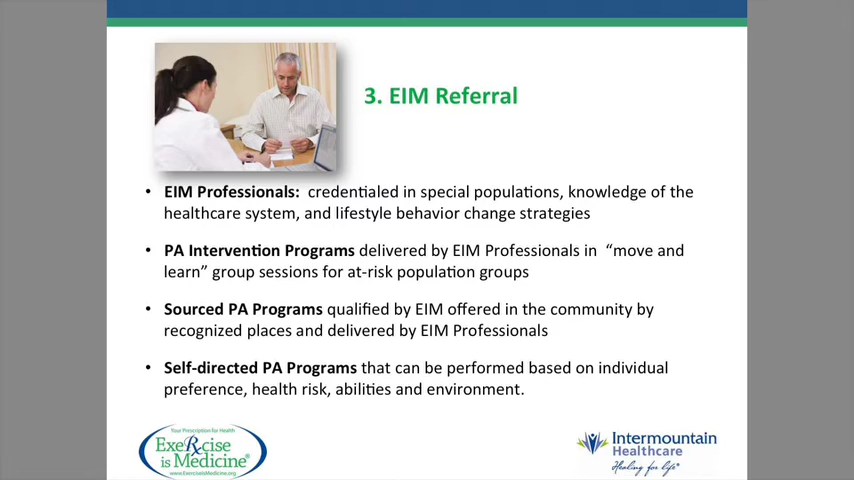 3. EIM Referral
• EIM Professionals: credentialed in special populations, knowledge of the
healthcare system, and lifestyle behavior change strategies
• PA Intervention Programs delivered by EIM Professionals in “move and
learn” group sessions for at-risk population groups
• Sourced PA Programs qualified by EIM offered in the community by
recognized places and delivered by EIM Professionals
• Self-directed PA Programs that can be performed based on individual
preference, health risk, abilities and environment.
Your Prescription for Health
ExeRxcise
is Medicine®
www.ExerciseisMedicine.org
Intermountain
Healthcare
Healing for life®